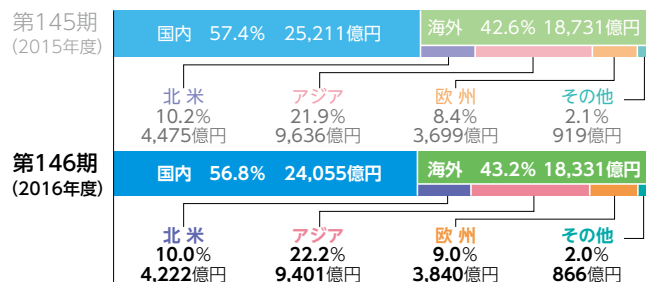 第145期
(2015年度)
国内 57.4% 25,211億円
海外 42.6% 18,731億円
北米 アジア 欧州 その他
10.2% 21.9% 8.4% 2.1%
4,475億円 9,636億円 3,699億円 919億円
第146期
(2016年度)
国内 56.8% 24,055億円
海外 43.2% 18,331億円
北米 アジア 欧州 その他
10.0% 22.2% 9.0% 2.0%
4,222億円 9,401億円 3,840億円 866億円